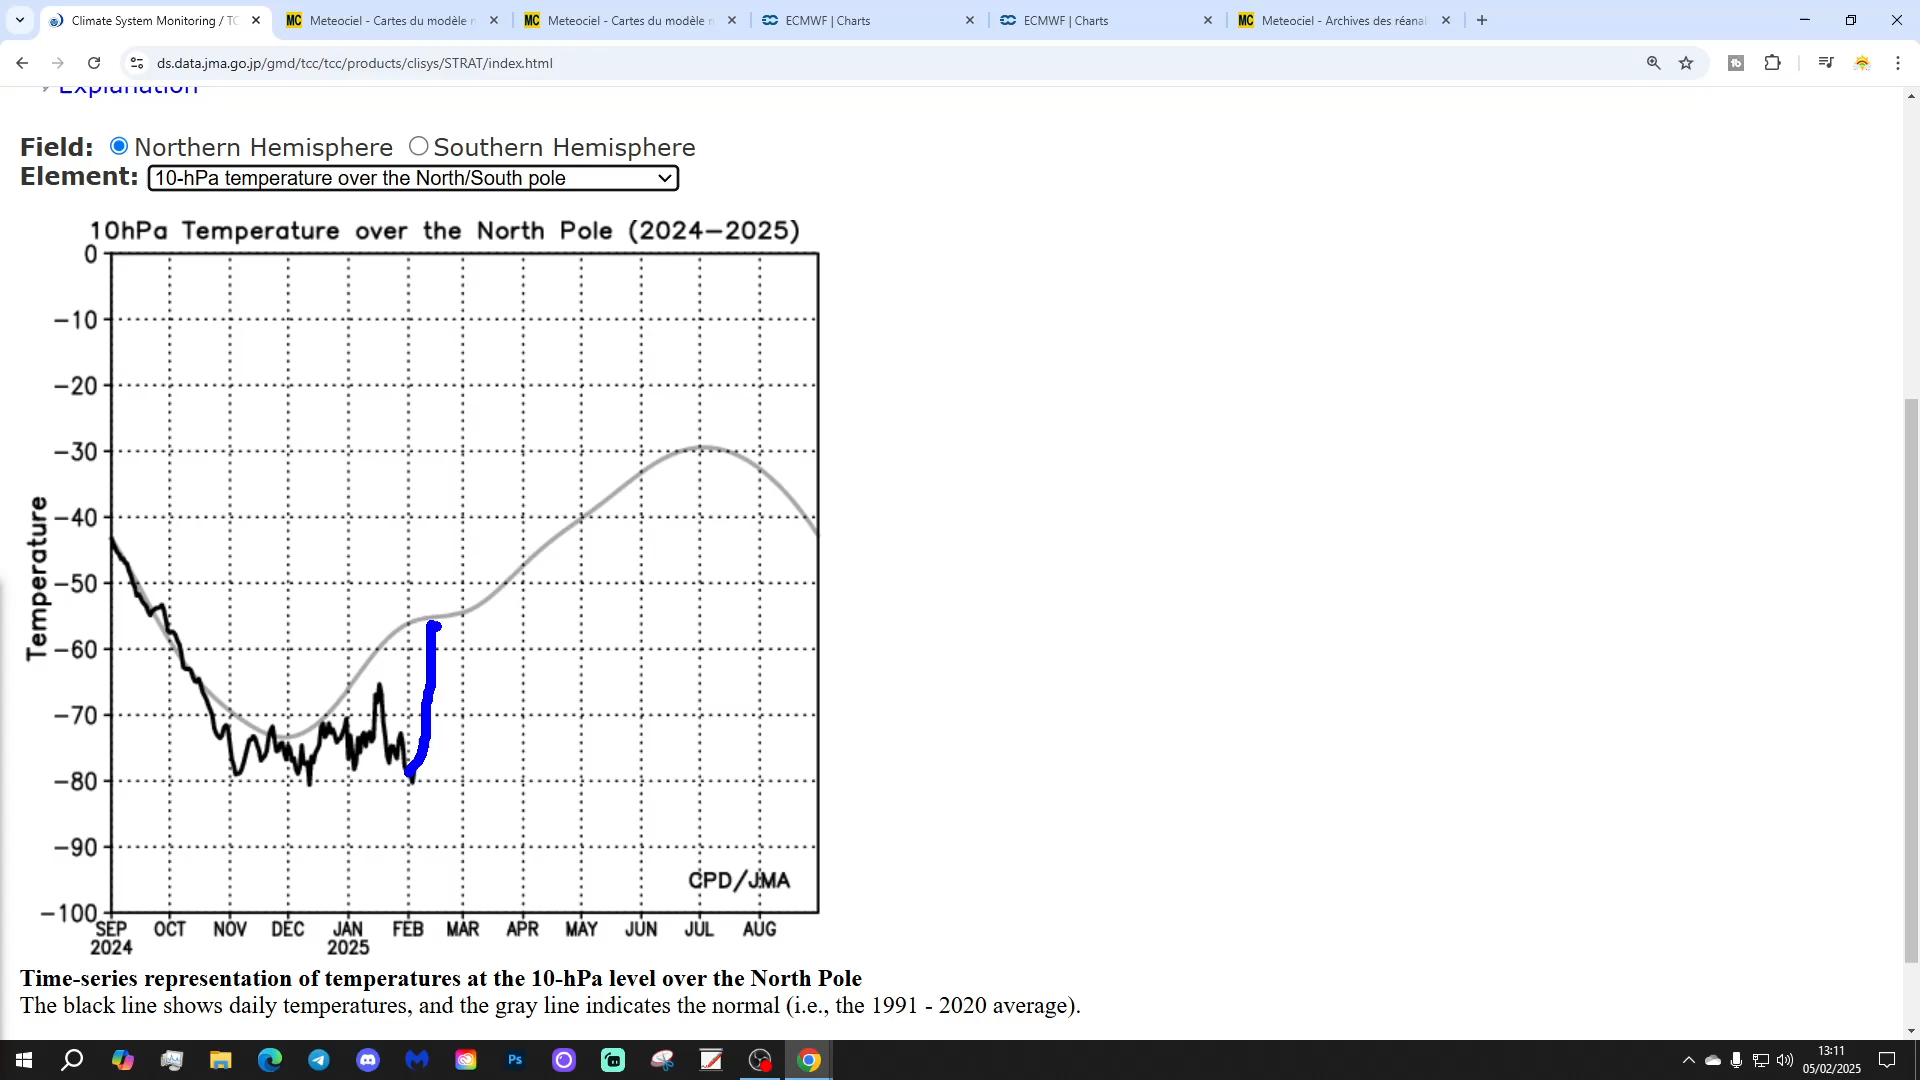 Climate System Monitoring / TC
Meteociel - Cartes du modèle n
Meteociel - Cartes du modèle n
ECMWF | Charts
ECMWF | Charts
Meteociel - Archives des réanal
ds.data.jma.go.jp/gmd/tcc/tcc/products/clisys/STRAT/index.html
Explanation
Field: Northern Hemisphere Southern Hemisphere
Element: 10-hPa temperature over the North/South pole
10hPa Temperature over the North Pole (2024-2025)
0
-10
-20
-30
-40
-50
-60
-70
-80
-90
-100
Temperature
CPD/JMA
SEP OCT NOV DEC JAN FEB MAR APR MAY JUN JUL AUG
2024 2025
Time-series representation of temperatures at the 10-hPa level over the North Pole
The black line shows daily temperatures, and the gray line indicates the normal (i.e., the 1991 - 2020 average).
Ps
13:11
05/02/2025